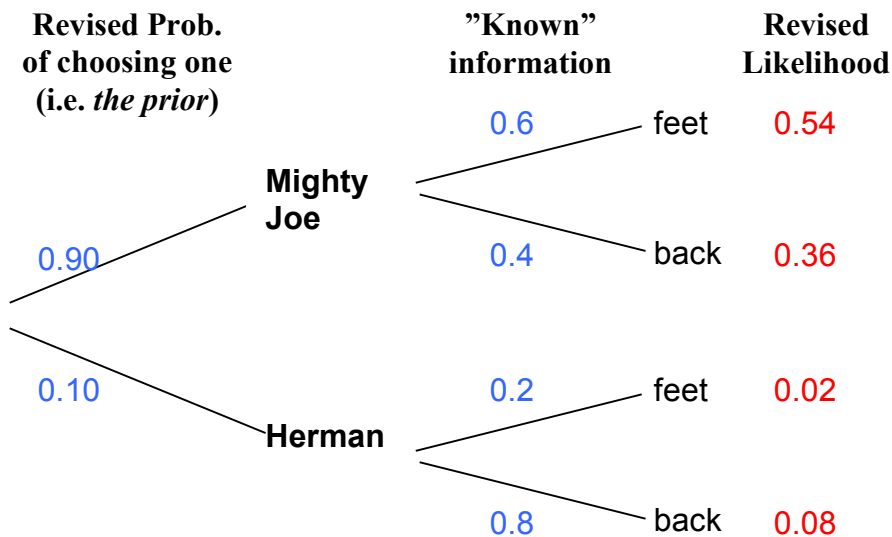 Revised Prob.
of choosing one
(i.e. the prior)
”Known”
information
Revised
Likelihood
0.6
feet
0.54
Mighty
Joe
0.90
0.4
back
0.36
0.10
0.2
feet
0.02
Herman
0.8
back
0.08